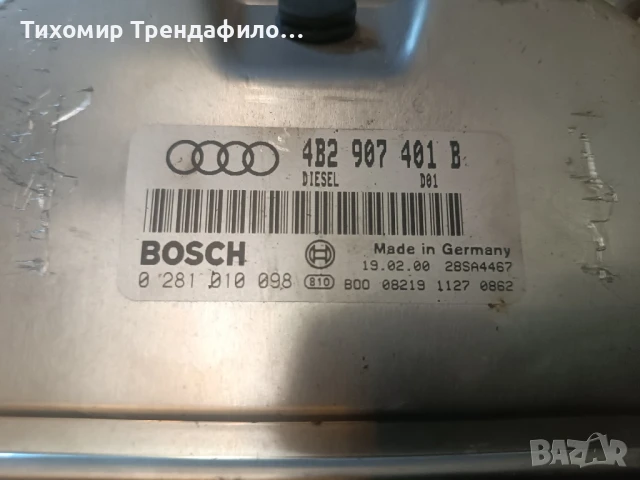 Тихомир Трендафило...
4B2 907 401 B
DIESEL D01
BOSCH
Made in Germany
19.02.00 28SA4467
0 281 010 098 810 B00 08219 1127 0862
BAZAR